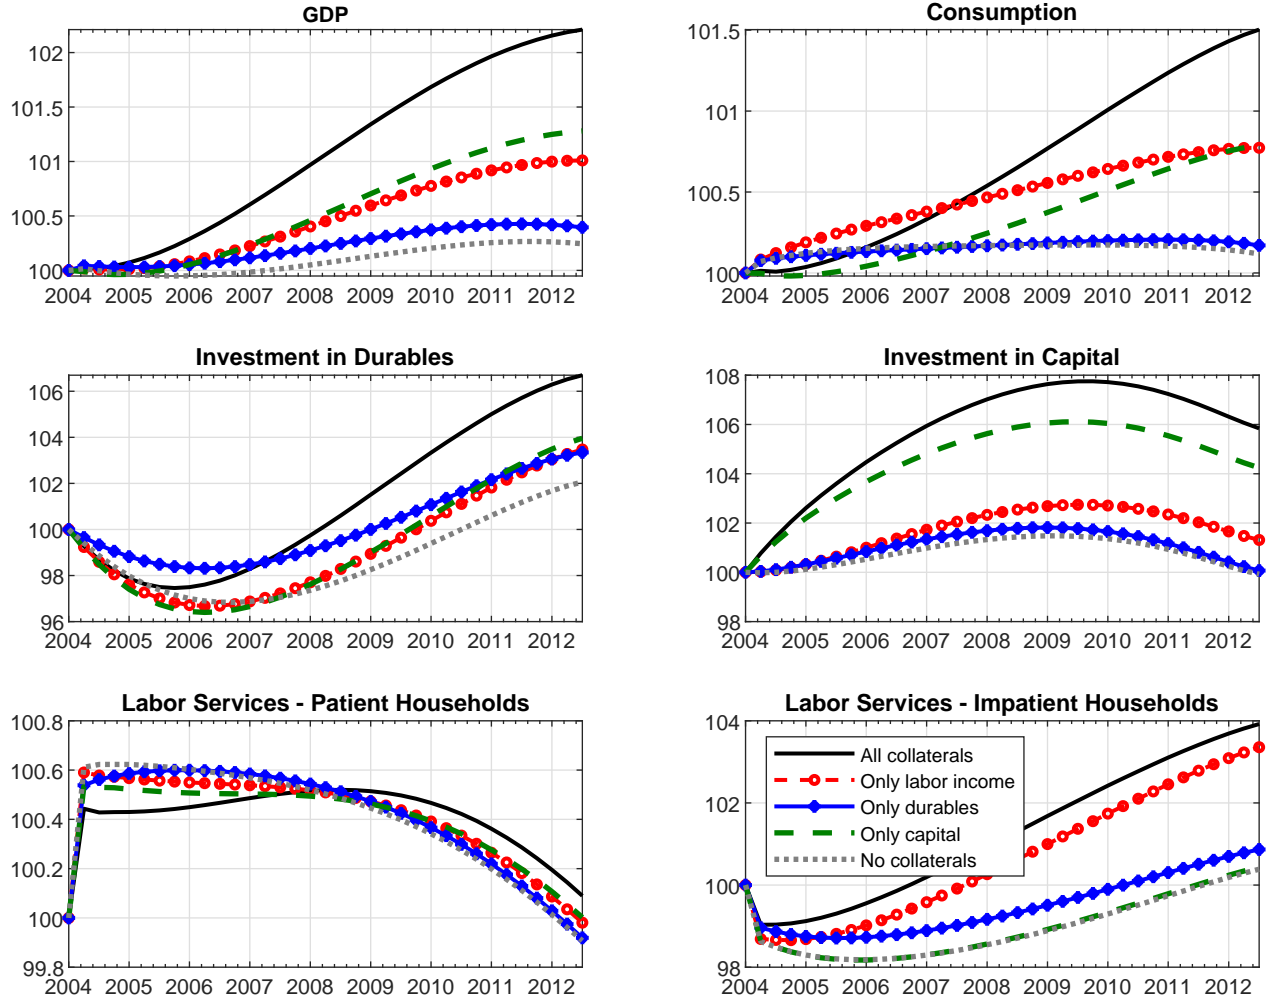 GDP
102
101.5
101
100.5
100
2004 2005 2006 2007 2008 2009 2010 2011 2012
Consumption
101.5
101
100.5
100
2004 2005 2006 2007 2008 2009 2010 2011 2012
Investment in Durables
106
104
102
100
98
96
2004 2005 2006 2007 2008 2009 2010 2011 2012
Investment in Capital
108
106
104
102
100
98
2004 2005 2006 2007 2008 2009 2010 2011 2012
Labor Services - Patient Households
100.8
100.6
100.4
100.2
100
99.8
2004 2005 2006 2007 2008 2009 2010 2011 2012
Labor Services - Impatient Households
104
102
100
98
2004 2005 2006 2007 2008 2009 2010 2011 2012
All collaterals
Only labor income
Only durables
Only capital
No collaterals